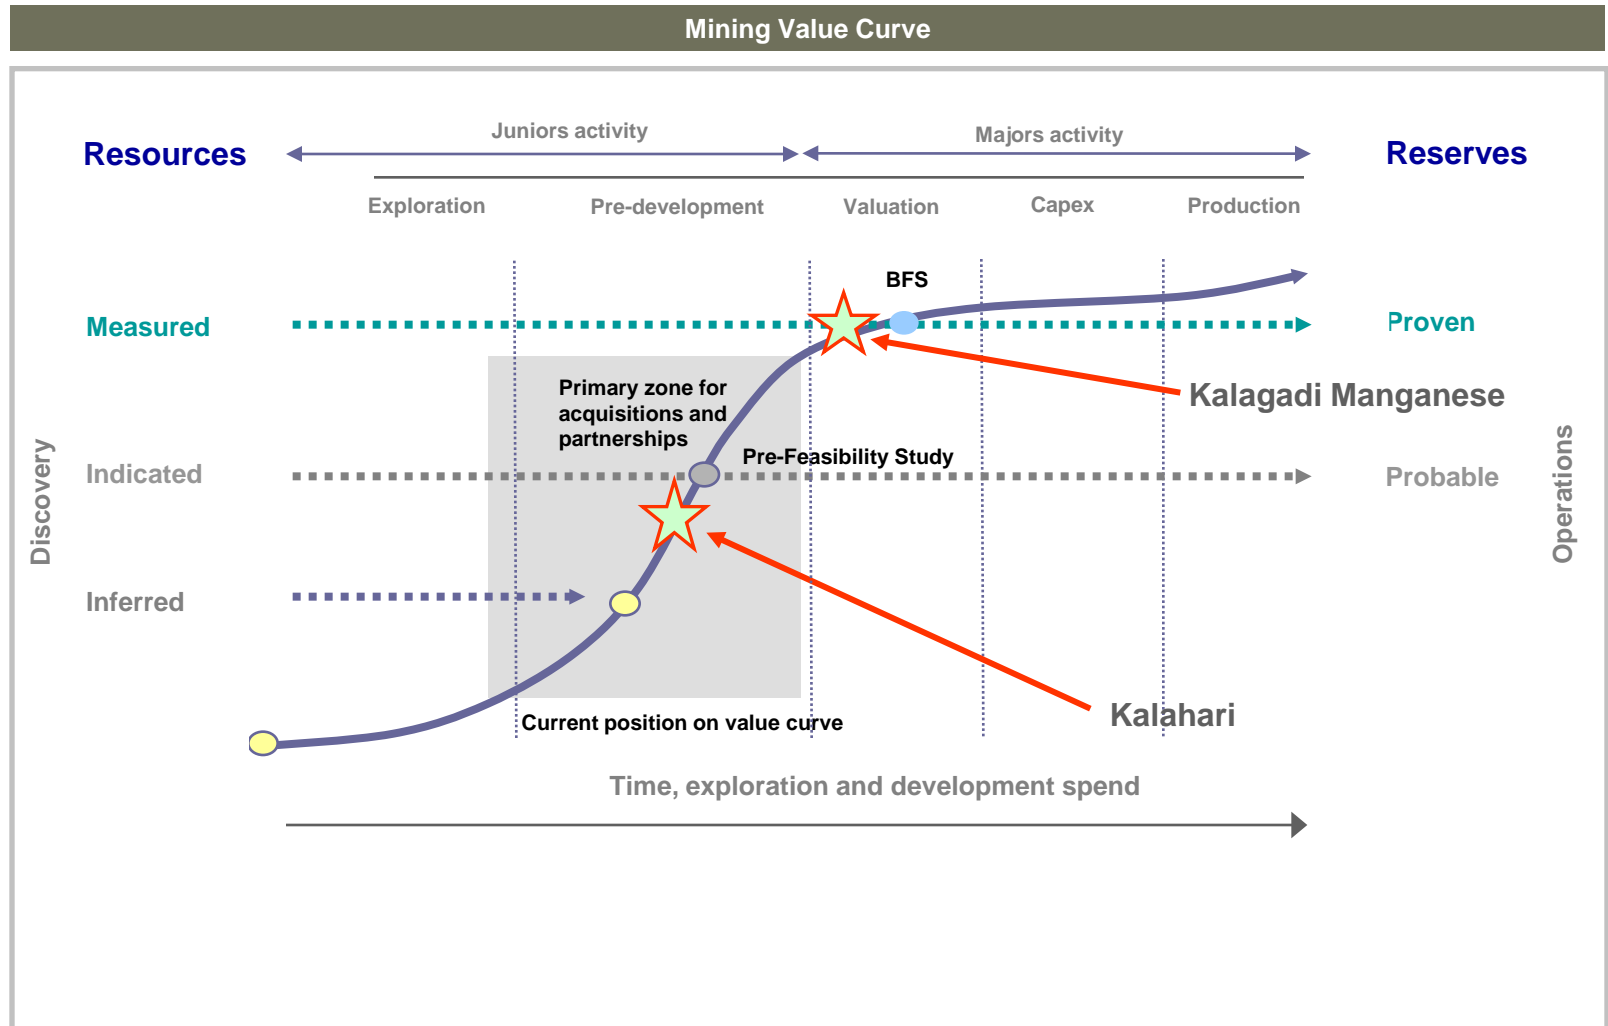 Mining Value Curve
Juniors activity
Majors activity
Resources
Reserves
Exploration
Pre-development
Valuation
Capex
Production
BFS
Measured
Proven
Primary zone for
acquisitions and
partnerships
Kalagadi Manganese
Pre-Feasibility Study
Indicated
Probable
Discovery
Operations
Inferred
Current position on value curve
Kalahari
Time, exploration and development spend